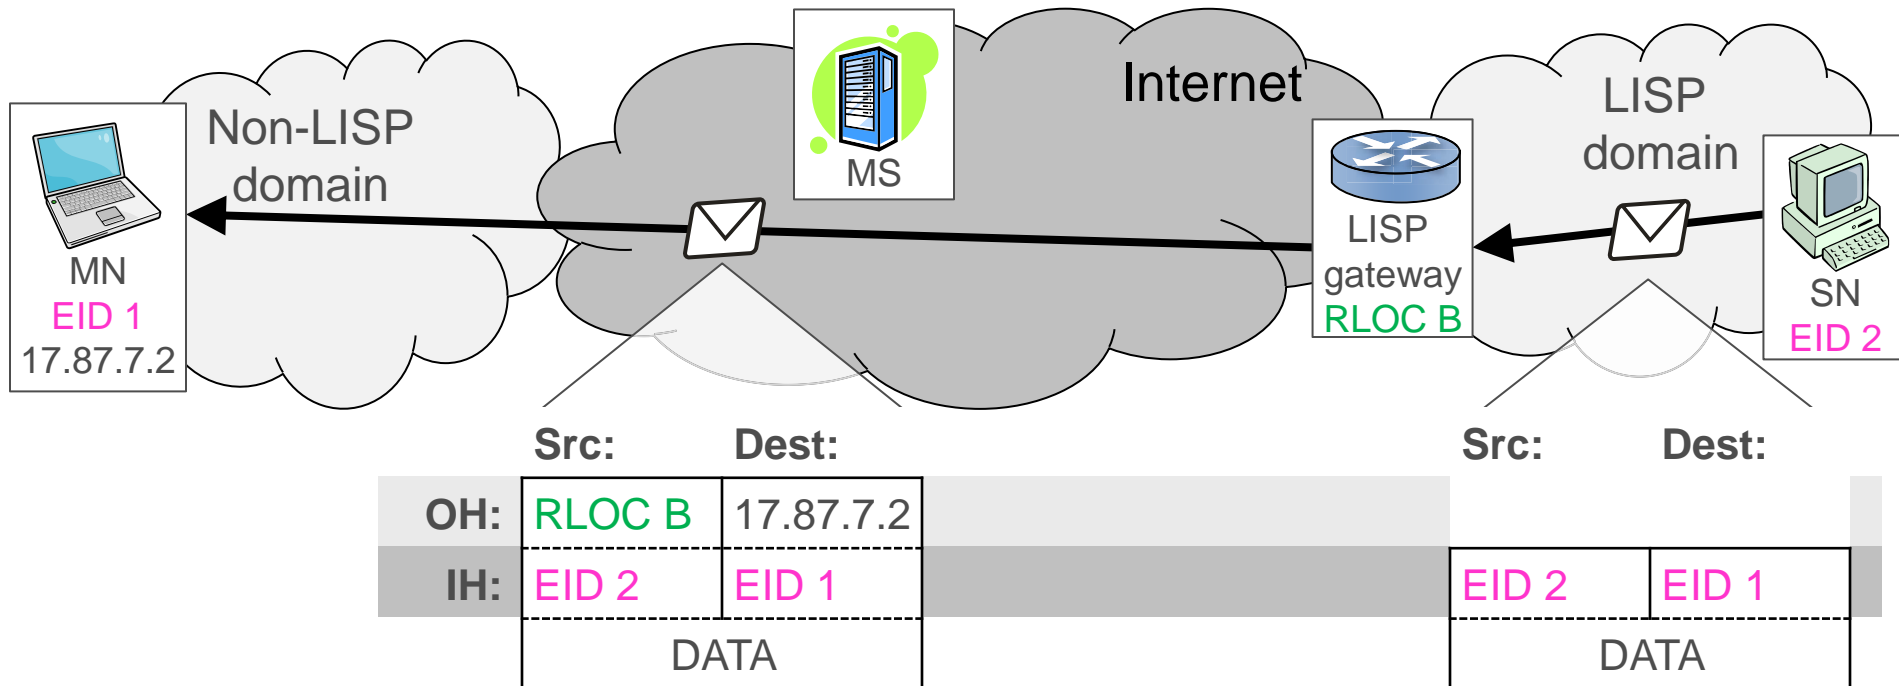 Internet
Non-LISP
domain
LISP
domain
MS
MN
EID 1
17.87.7.2
LISP
gateway
RLOC B
SN
EID 2
Src: Dest: Src: Dest:
OH: RLOC B 17.87.7.2
IH: EID 2 EID 1 EID 2 EID 1
DATA DATA